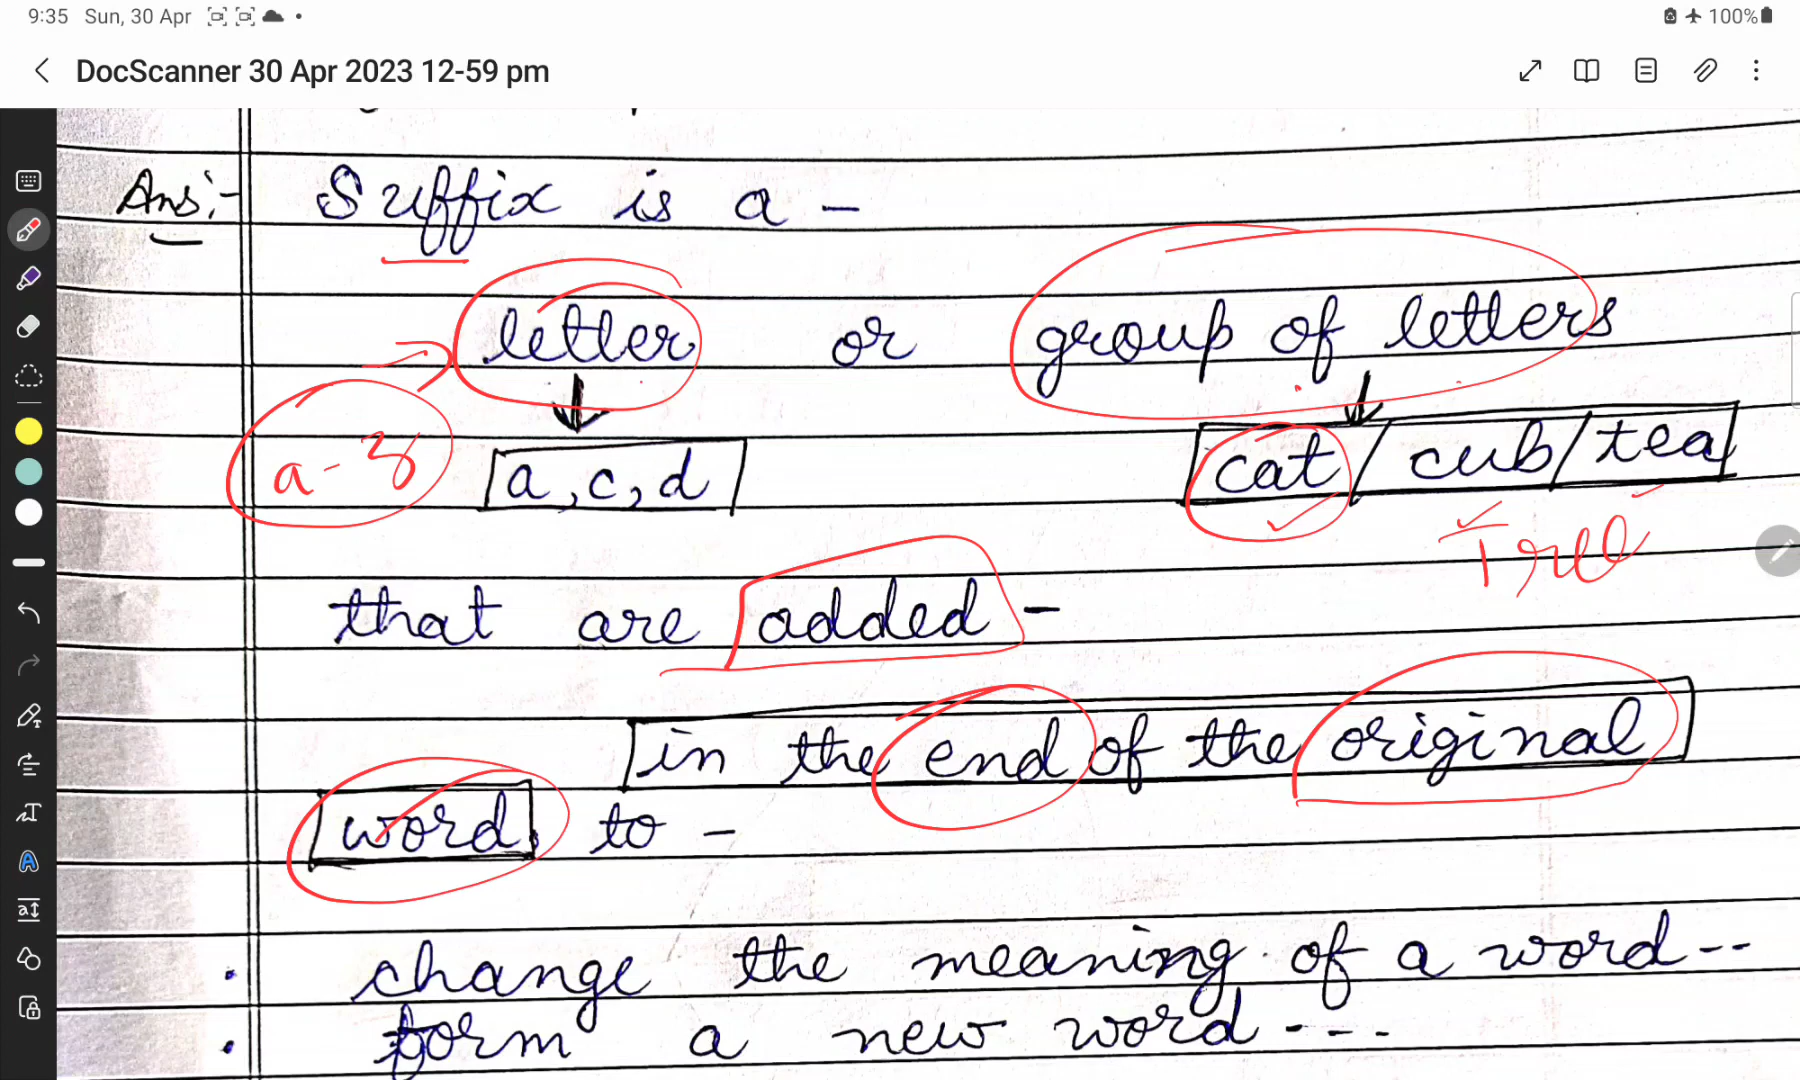 9:35 Sun, 30 Apr 100%
DocScanner 30 Apr 2023 12-59 pm
Ans:- Suffix is a -
letter or group of letters
a-z a,c,d cat/cub/tea
Tree
that are added -
in the end of the original
word to -
• change the meaning of a word--
• form a new word----